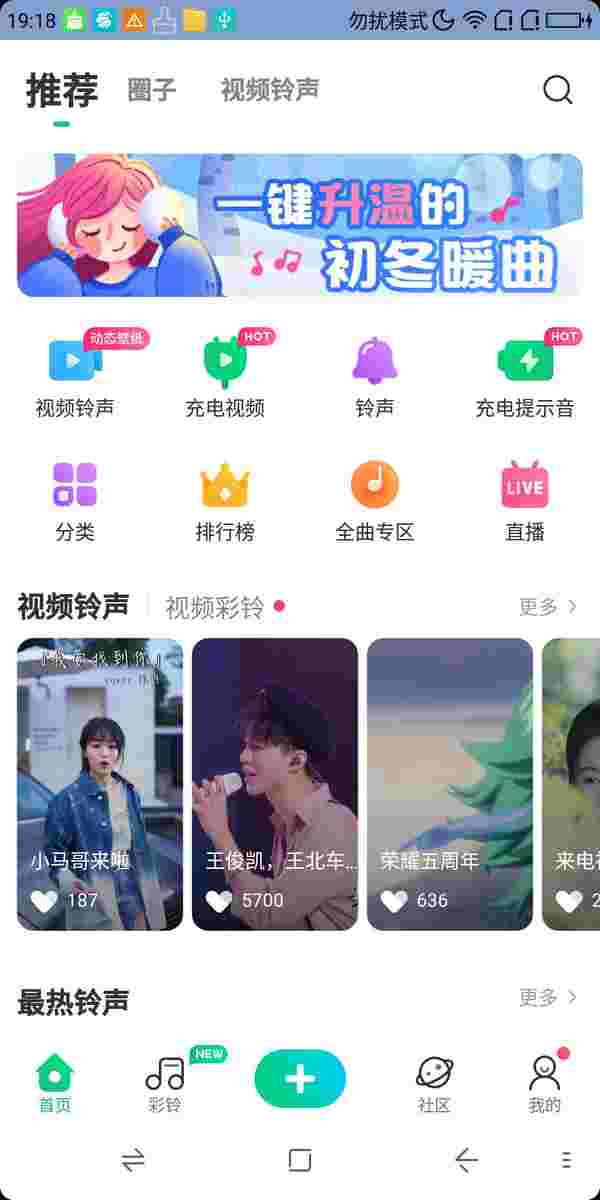 19:18 勿扰模式
推荐 圈子 视频铃声
一键升温的
初冬暖曲
动态壁纸 HOT HOT
视频铃声 充电视频 铃声 充电提示音
LIVE
分类 排行榜 全曲专区 直播
视频铃声 视频彩铃 更多
小马哥来啦 王俊凯，王北车... 荣耀五周年 来电
187 5700 636 2
最热铃声 更多
NEW
首页 彩铃 社区 我的